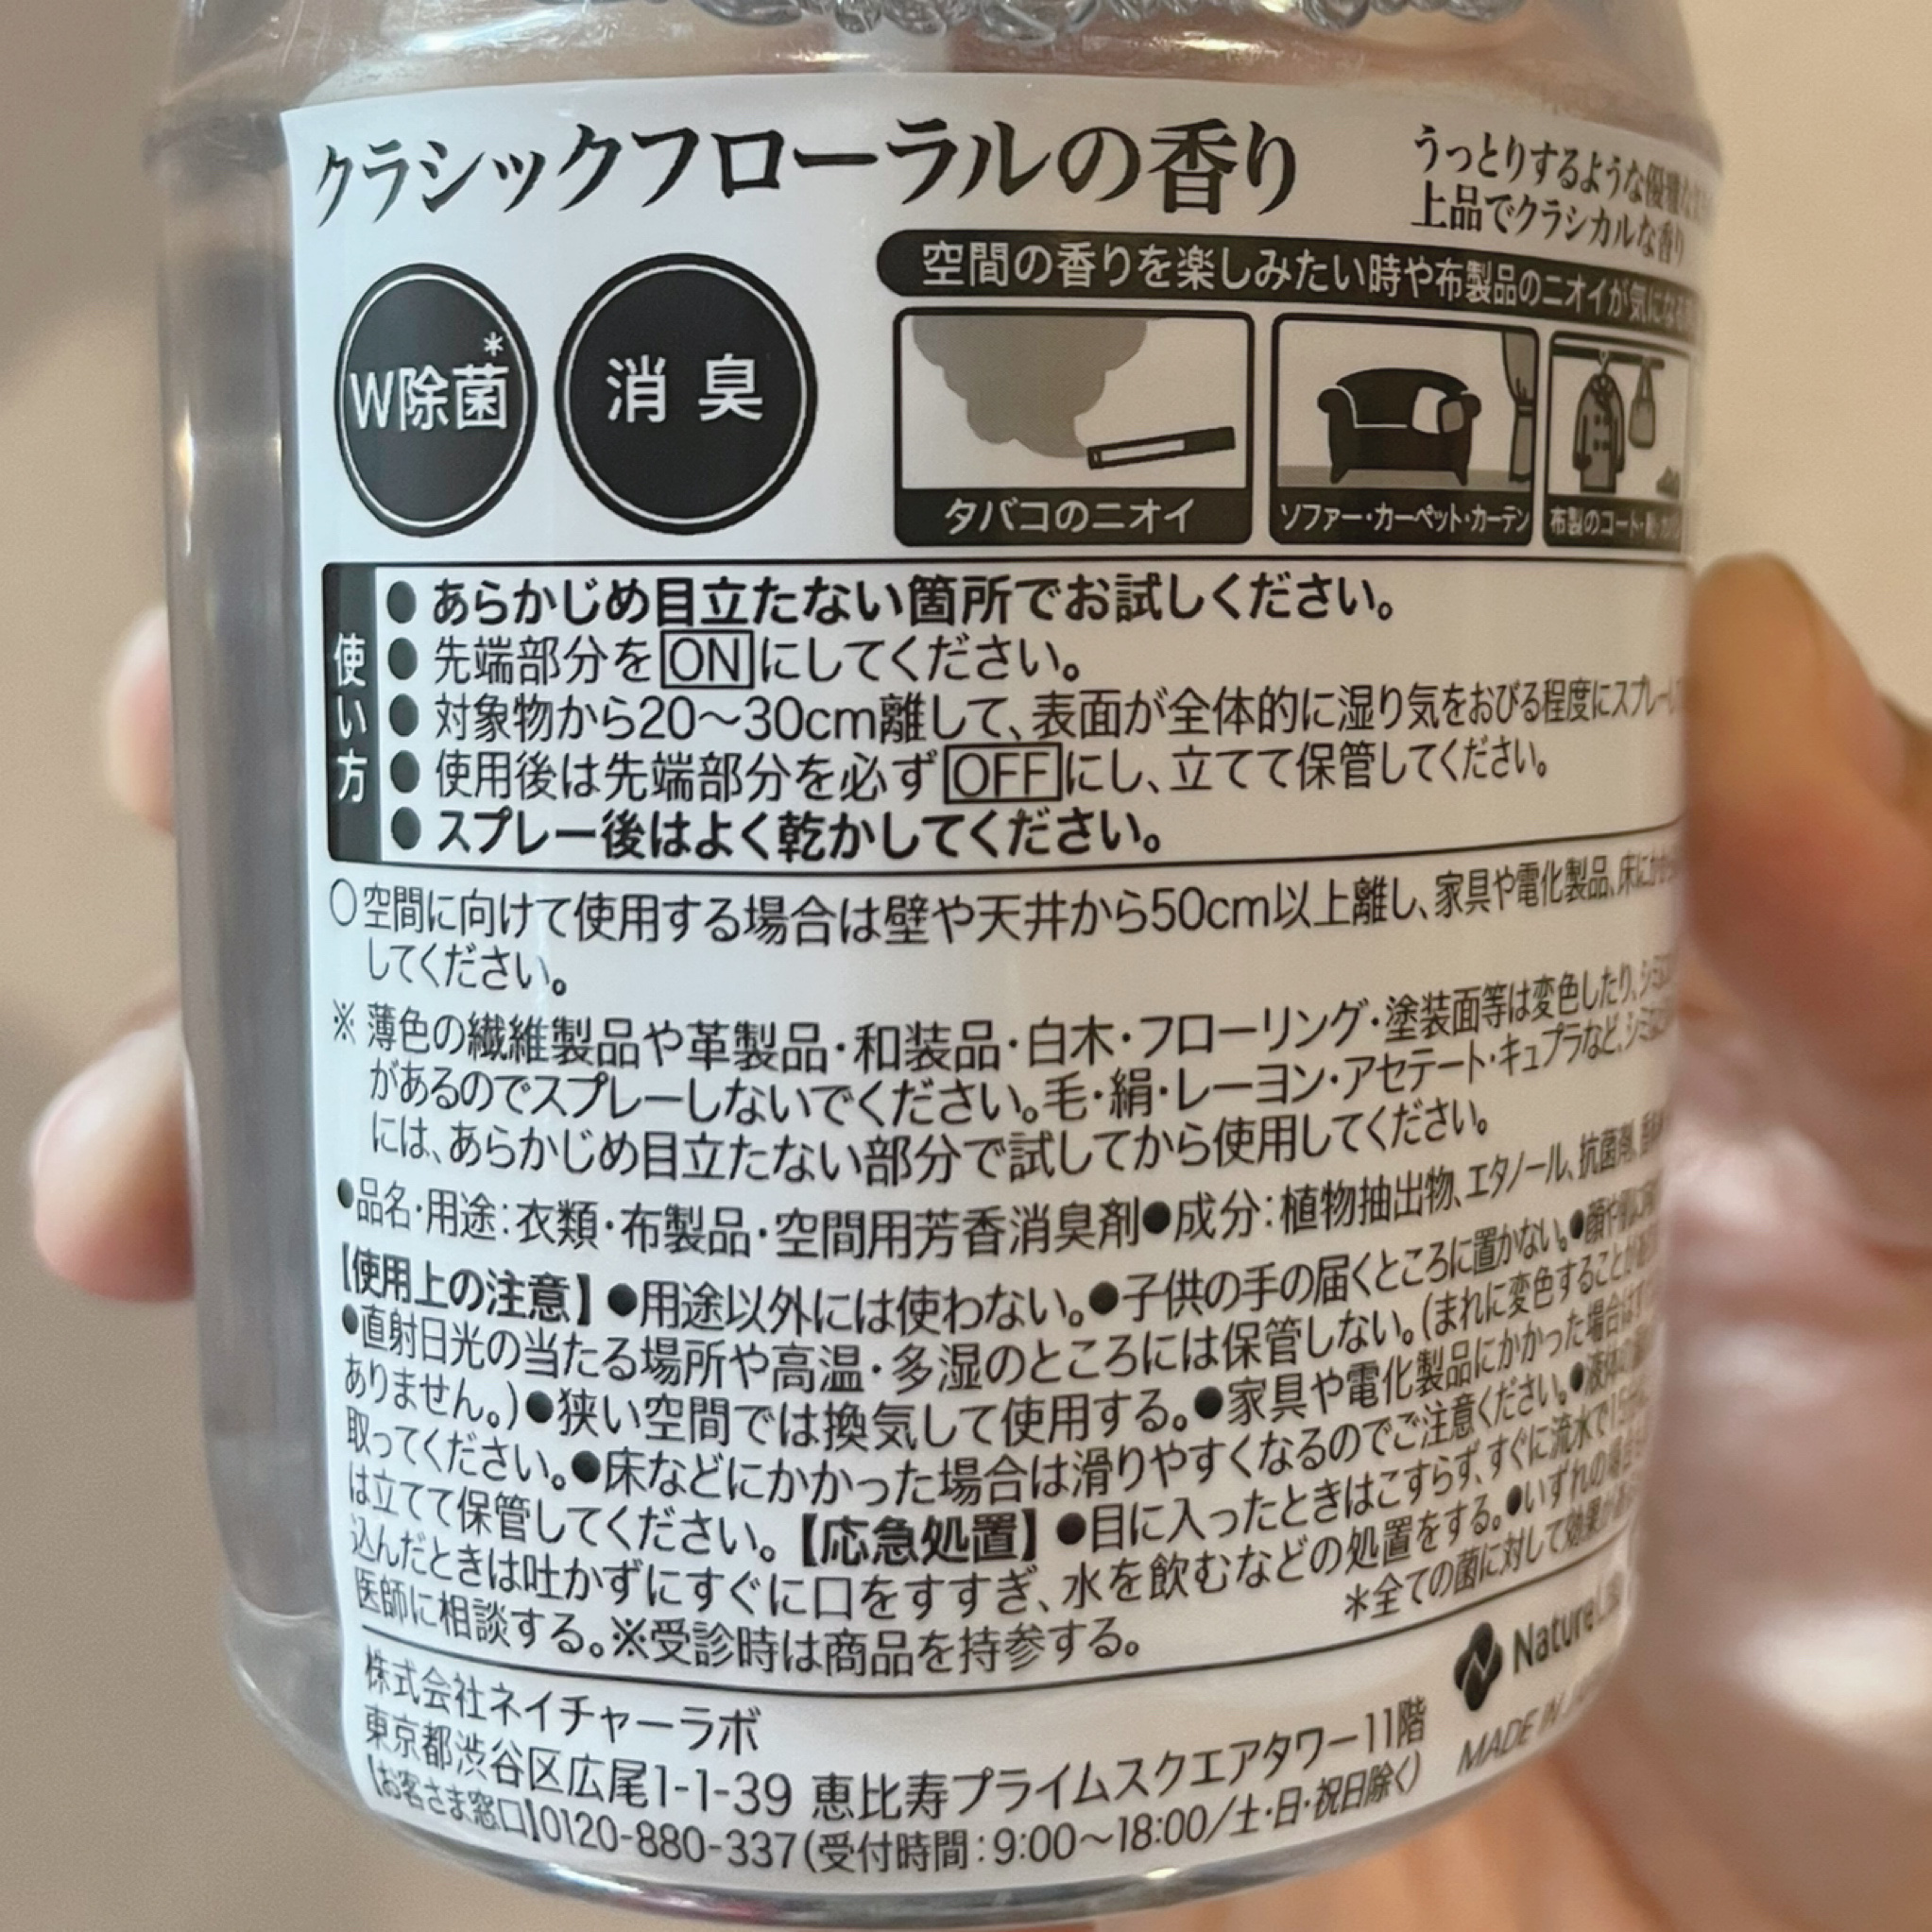 クラシックフローラルの香り
うっとりするような優雅な
上品でクラシカルな香り
W除菌*
消臭
空間の香りを楽しみたい時や布製品のニオイが気になる
タバコのニオイ
ソファー・カーペット・カーテン
布製のコート・
使い方
●あらかじめ目立たない箇所でお試しください。
●先端部分をONにしてください。
●対象物から20〜30cm離して、表面が全体的に湿り気をおびる程度にスプレーし
●使用後は先端部分を必ずOFFにし、立てて保管してください。
●スプレー後はよく乾かしてください。
○空間に向けて使用する場合は壁や天井から50cm以上離し、家具や電化製品、床に
してください。
※薄色の繊維製品や革製品・和装品・白木・フローリング・塗装面等は変色したり、シミ
があるのでスプレーしないでください。毛・絹・レーヨン・アセテート・キュプラなど、シミ
には、あらかじめ目立たない部分で試してから使用してください。
●品名・用途:衣類・布製品・空間用芳香消臭剤●成分:植物抽出物、エタノール、抗菌剤、
【使用上の注意】●用途以外には使わない。●子供の手の届くところに置かない。●顔や
●直射日光の当たる場所や高温・多湿のところには保管しない。(まれに変色することが
ありません。)●狭い空間では換気して使用する。●家具や電化製品にかかった場合は
取ってください。●床などにかかった場合は滑りやすくなるのでご注意ください。●液体
は立てて保管してください。【応急処置】●目に入ったときはこすらず、すぐに流水で15
込んだときは吐かずにすぐに口をすすぎ、水を飲むなどの処置をする。●いずれの場合
医師に相談する。※受診時は商品を持参する。
*全ての菌に対して効果が
株式会社ネイチャーラボ
東京都渋谷区広尾1-1-39 恵比寿プライムスクエアタワー11階
【お客さま窓口】0120-880-337(受付時間:9:00〜18:00/土・日・祝日除く)
NatureLab
MADE IN